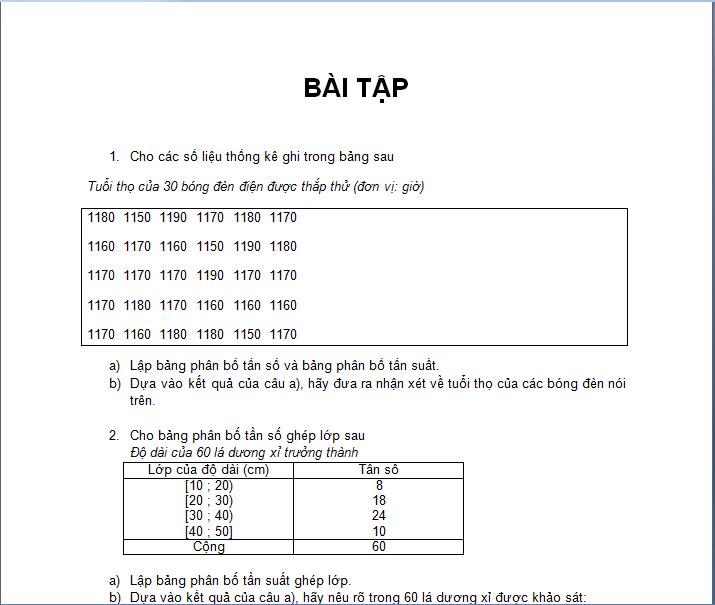 BÀI TẬP
1. Cho các số liệu thống kê ghi trong bảng sau
Tuổi thọ của 30 bóng đèn điện được thắp thử (đơn vị: giờ)
1180 1150 1190 1170 1180 1170
1160 1170 1160 1150 1190 1180
1170 1170 1170 1190 1170 1170
1170 1180 1170 1160 1160 1160
1170 1160 1180 1180 1150 1170
a) Lập bảng phân bố tần số và bảng phân bố tần suất.
b) Dựa vào kết quả của câu a), hãy đưa ra nhận xét về tuổi thọ của các bóng đèn nói
trên.
2. Cho bảng phân bố tần số ghép lớp sau
Độ dài của 60 lá dương xỉ trưởng thành
Lớp của độ dài (cm) Tần số
[10 ; 20) 8
[20 ; 30) 18
[30 ; 40) 24
[40 ; 50] 10
Cộng 60
a) Lập bảng phân bố tần suất ghép lớp.
b) Dựa vào kết quả của câu a), hãy nêu rõ trong 60 lá dương xỉ được khảo sát: